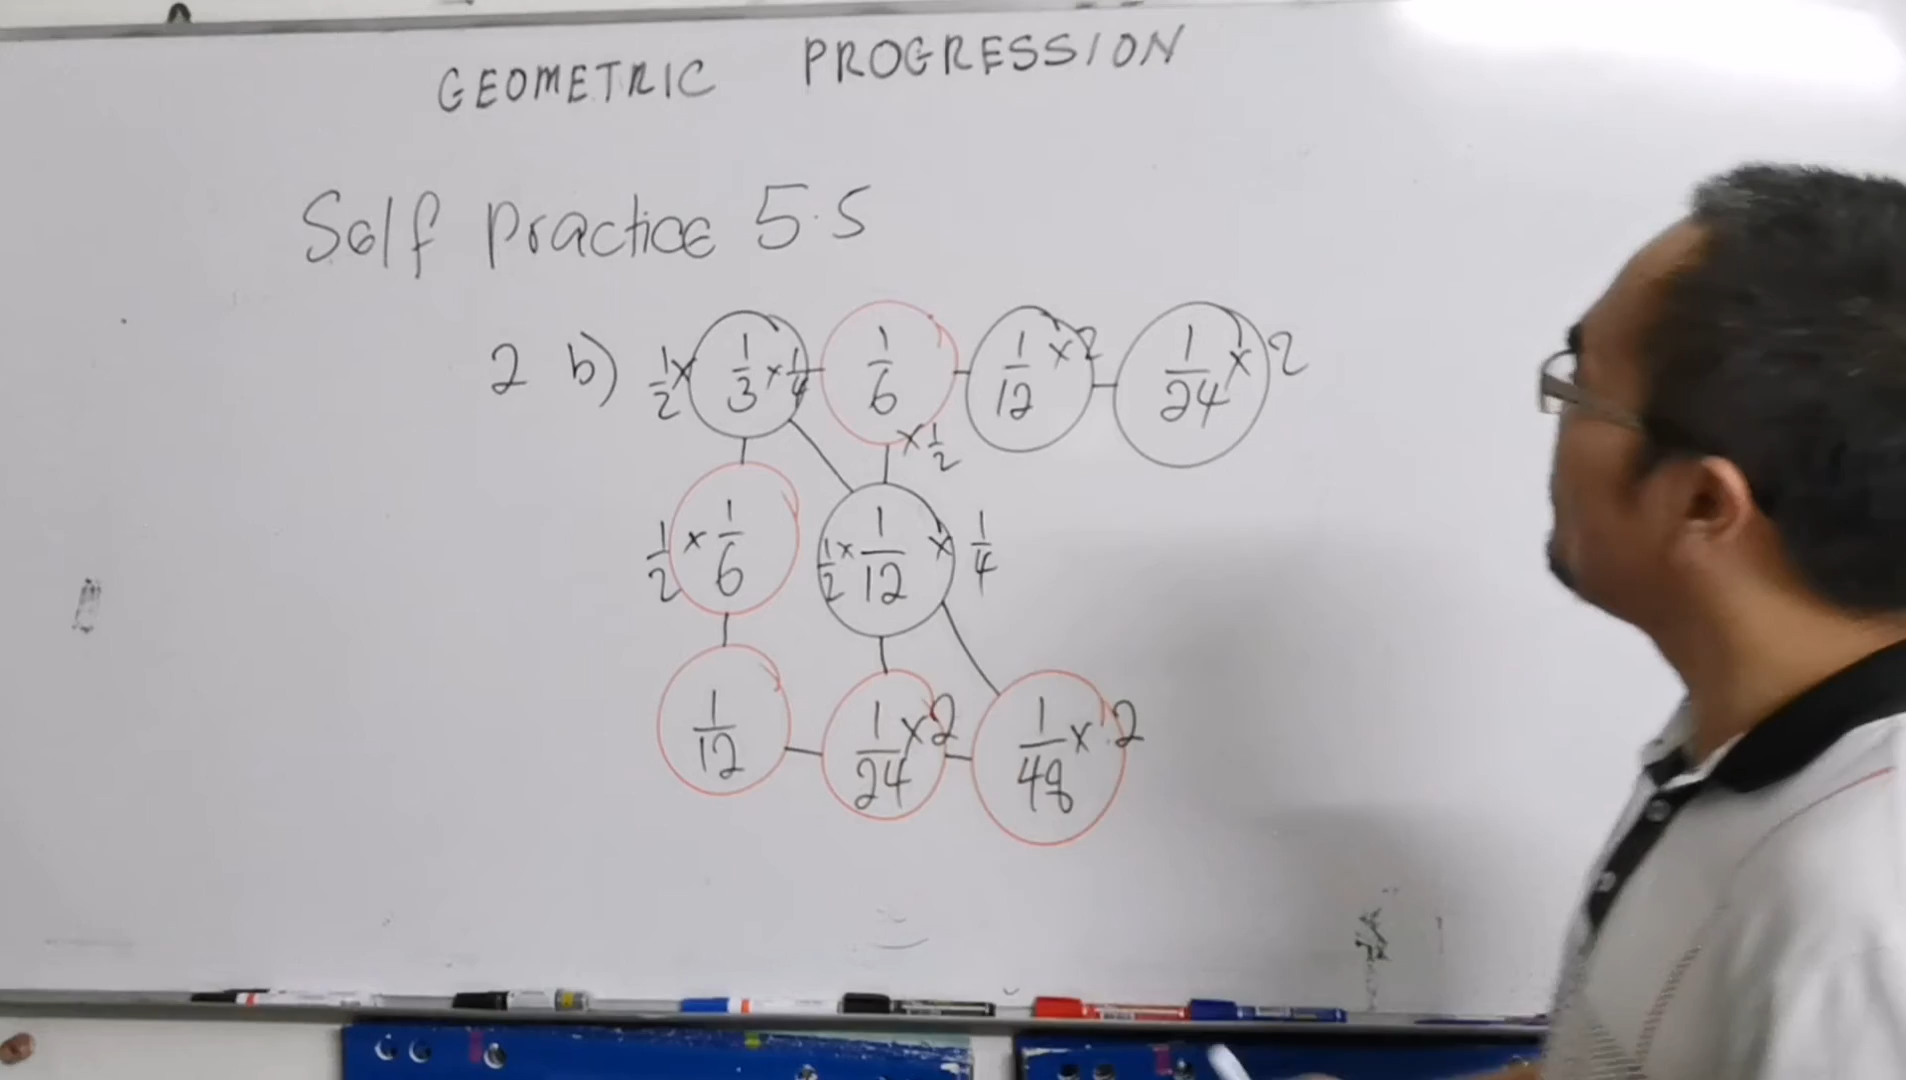 GEOMETRIC PROGRESSION
Self practice 5.5
2 b) 1/2 x 1/3 x 1/4 1/6 1/12 x 2 1/24 x 2
x 1/2
1/2 x 1/6 1/2 x 1/12 x 1/4
1/12 1/24 x 2 1/48 x 2